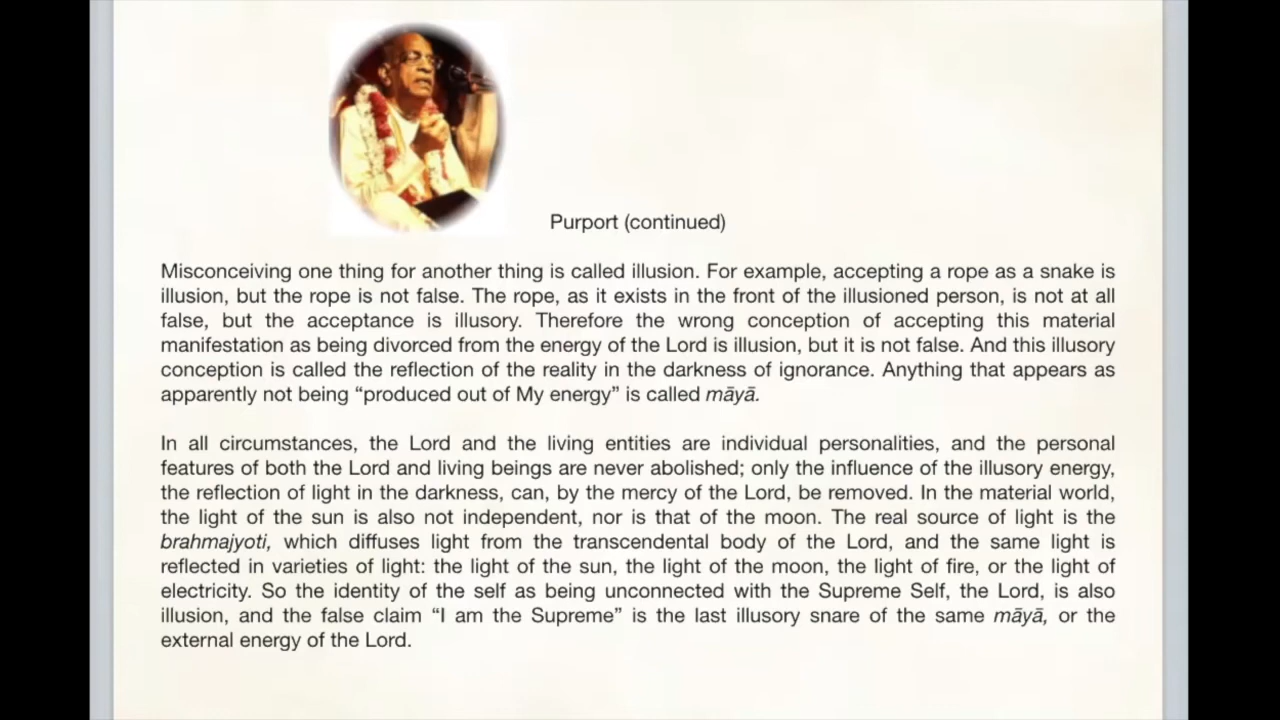 Purport (continued)
Misconceiving one thing for another thing is called illusion. For example, accepting a rope as a snake is
illusion, but the rope is not false. The rope, as it exists in the front of the illusioned person, is not at all
false, but the acceptance is illusory. Therefore the wrong conception of accepting this material
manifestation as being divorced from the energy of the Lord is illusion, but it is not false. And this illusory
conception is called the reflection of the reality in the darkness of ignorance. Anything that appears as
apparently not being “produced out of My energy” is called māyā.
In all circumstances, the Lord and the living entities are individual personalities, and the personal
features of both the Lord and living beings are never abolished; only the influence of the illusory energy,
the reflection of light in the darkness, can, by the mercy of the Lord, be removed. In the material world,
the light of the sun is also not independent, nor is that of the moon. The real source of light is the
brahmajyoti, which diffuses light from the transcendental body of the Lord, and the same light is
reflected in varieties of light: the light of the sun, the light of the moon, the light of fire, or the light of
electricity. So the identity of the self as being unconnected with the Supreme Self, the Lord, is also
illusion, and the false claim “I am the Supreme” is the last illusory snare of the same māyā, or the
external energy of the Lord.